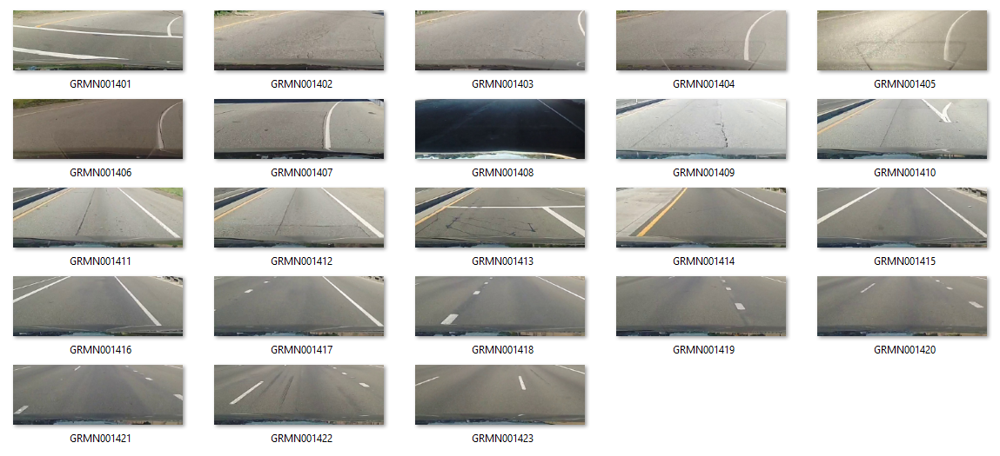 GRMN001401
GRMN001402
GRMN001403
GRMN001404
GRMN001405
GRMN001406
GRMN001407
GRMN001408
GRMN001409
GRMN001410
GRMN001411
GRMN001412
GRMN001413
GRMN001414
GRMN001415
GRMN001416
GRMN001417
GRMN001418
GRMN001419
GRMN001420
GRMN001421
GRMN001422
GRMN001423